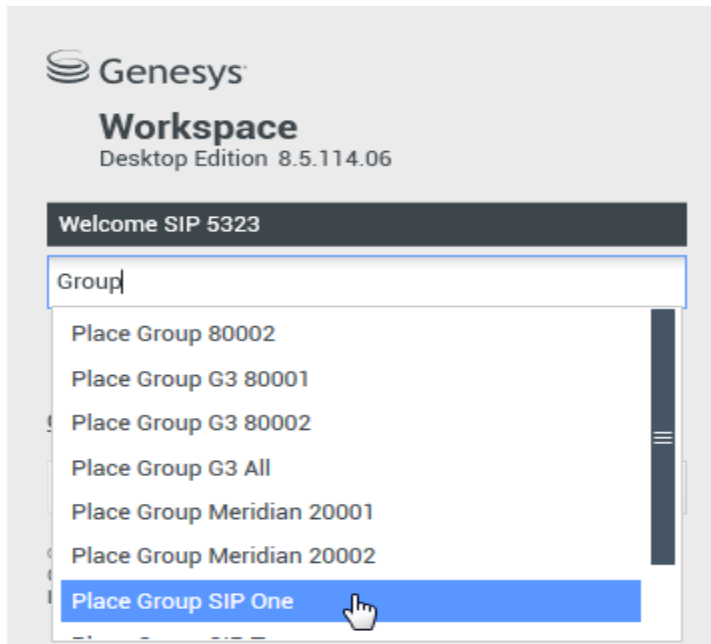 Genesys
Workspace
Desktop Edition 8.5.114.06
Welcome SIP 5323
Group
Place Group 80002
Place Group G3 80001
Place Group G3 80002
Place Group G3 All
Place Group Meridian 20001
Place Group Meridian 20002
Place Group SIP One